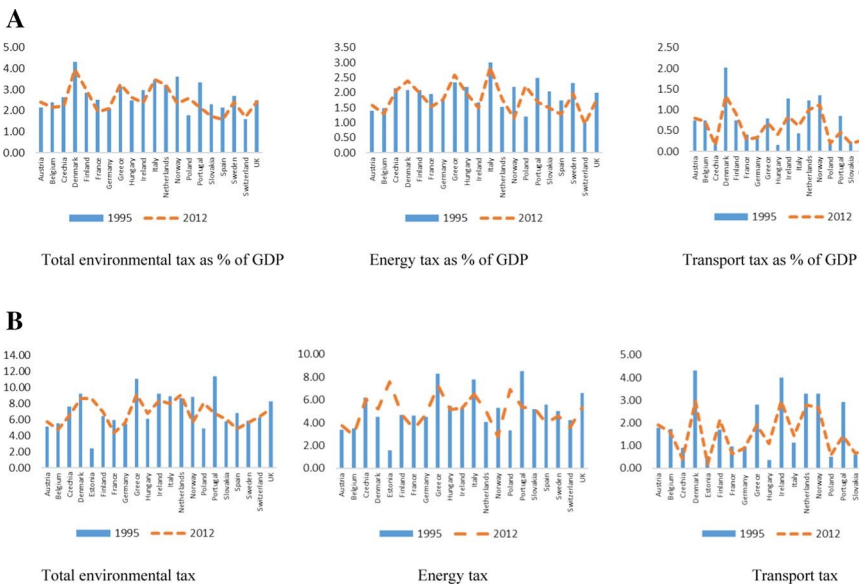 A
5.00
4.00
3.00
2.00
1.00
0.00
Austria
Belgium
Czechia
Denmark
Finland
France
Germany
Greece
Hungary
Ireland
Italy
Netherlands
Norway
Poland
Portugal
Slovakia
Spain
Sweden
Switzerland
UK
1995 2012
Total environmental tax as % of GDP
3.50
3.00
2.50
2.00
1.50
1.00
0.50
0.00
Austria
Belgium
Czechia
Denmark
Finland
France
Germany
Greece
Hungary
Ireland
Italy
Netherlands
Norway
Poland
Portugal
Slovakia
Spain
Sweden
Switzerland
UK
1995 2012
Energy tax as % of GDP
2.50
2.00
1.50
1.00
0.50
0.00
Austria
Belgium
Czechia
Denmark
Finland
France
Germany
Greece
Hungary
Ireland
Italy
Netherlands
Norway
Poland
Portugal
Slovakia
1995 2012
Transport tax as % of GDP
B
14.00
12.00
10.00
8.00
6.00
4.00
2.00
0.00
Austria
Belgium
Czechia
Denmark
Estonia
Finland
France
Germany
Greece
Hungary
Ireland
Italy
Netherlands
Norway
Poland
Portugal
Slovakia
Spain
Sweden
Switzerland
UK
1995 2012
Total environmental tax
10.00
8.00
6.00
4.00
2.00
0.00
Austria
Belgium
Czechia
Denmark
Estonia
Finland
France
Germany
Greece
Hungary
Ireland
Italy
Netherlands
Norway
Poland
Portugal
Slovakia
Spain
Sweden
Switzerland
UK
1995 2012
Energy tax
5.00
4.00
3.00
2.00
1.00
0.00
Austria
Belgium
Czechia
Denmark
Estonia
Finland
France
Germany
Greece
Hungary
Ireland
Italy
Netherlands
Norway
Poland
Portugal
Slovakia
1995 2012
Transport tax